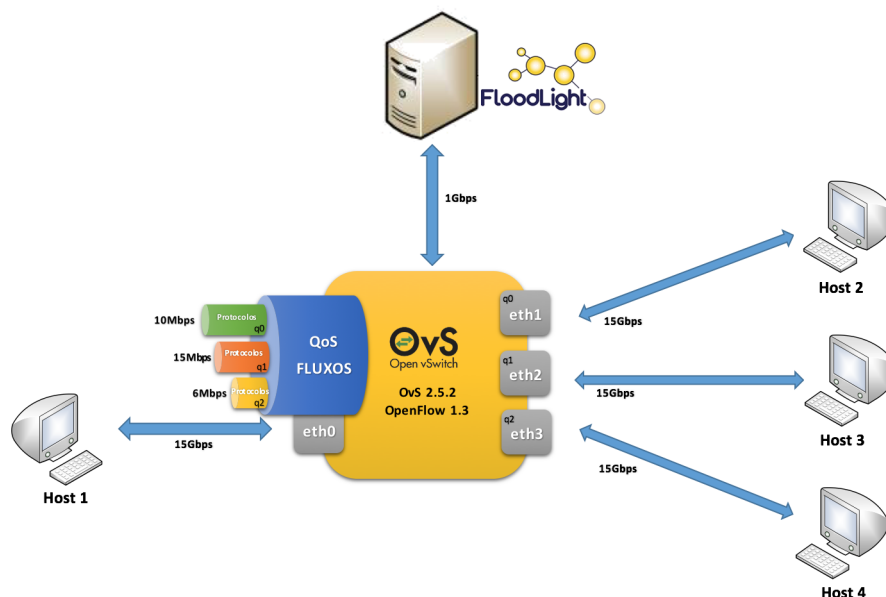 FLOODLIGHT
1Gbps
Host 2
15Gbps
10Mbps
Protocolos
q0
15Mbps
Protocolos
q1
6Mbps
Protocolos
q2
QoS
FLUXOS
OvS
Open vSwitch
OvS 2.5.2
OpenFlow 1.3
q0
eth1
q1
eth2
q2
eth3
eth0
15Gbps
Host 1
15Gbps
Host 3
15Gbps
Host 4